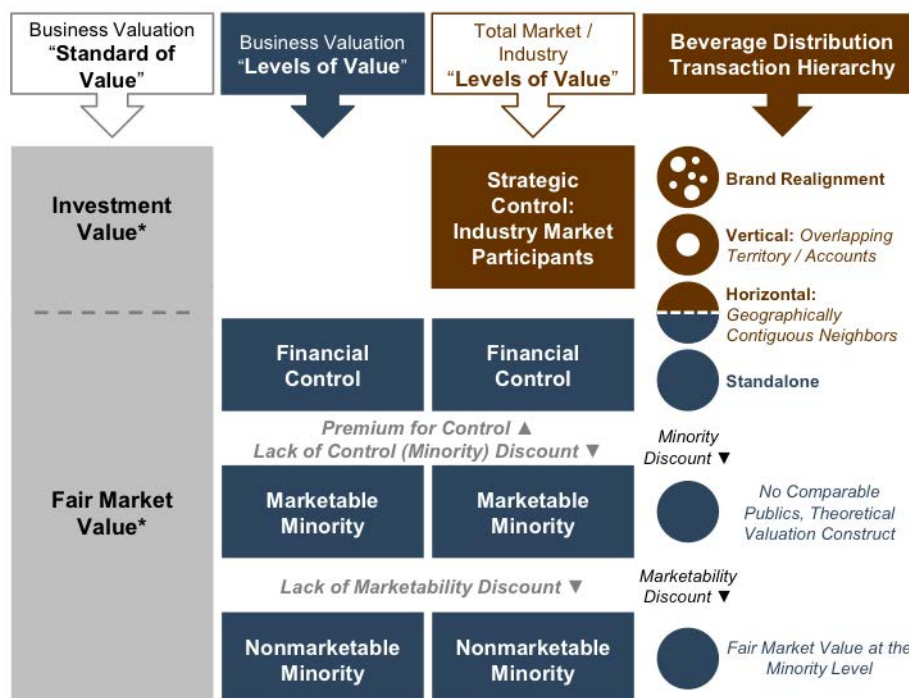 Business Valuation
“Standard of
Value”
Business Valuation
“Levels of Value”
Total Market /
Industry
“Levels of Value”
Beverage Distribution
Transaction Hierarchy
Investment
Value*
Strategic
Control:
Industry Market
Participants
Brand Realignment
Vertical: Overlapping
Territory / Accounts
Horizontal:
Geographically
Contiguous Neighbors
Financial
Control
Financial
Control
Standalone
Premium for Control ▲
Lack of Control (Minority) Discount ▼
Minority
Discount ▼
Fair Market
Value*
Marketable
Minority
Marketable
Minority
No Comparable
Publics, Theoretical
Valuation Construct
Lack of Marketability Discount ▼
Marketability
Discount ▼
Nonmarketable
Minority
Nonmarketable
Minority
Fair Market Value at the
Minority Level